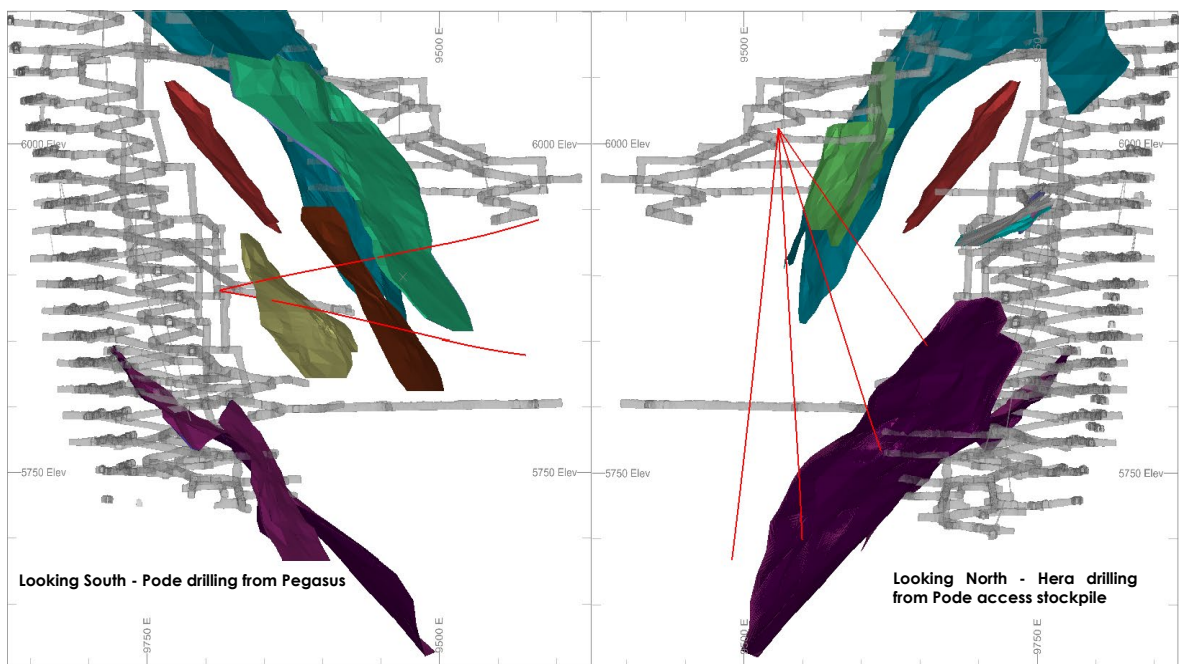 9500 E
9500 E
9750 E
6000 Elev
6000 Elev
6000 Elev
6000 Elev
5750 Elev
5750 Elev
5750 Elev
5750 Elev
Looking South - Pode drilling from Pegasus
Looking North - Hera drilling
from Pode access stockpile
9750 E
9500 E
9500 E
9750 E